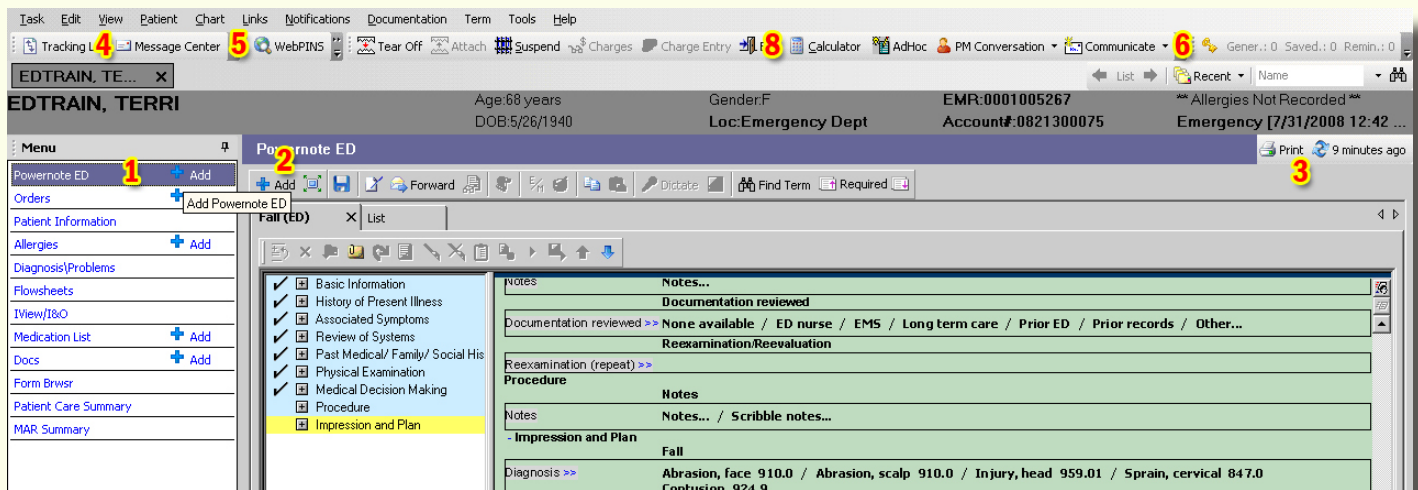 Task Edit View Patient Chart Links Notifications Documentation Term Tools Help
Tracking L 4 Message Center 5 WebPINS Tear Off Attach Suspend Charges Charge Entry 8 Calculator AdHoc PM Conversation Communicate 6 Gener.: 0 Saved.: 0 Remin.: 0
EDTRAIN, TE... x List Recent Name
EDTRAIN, TERRI Age:68 years Gender:F EMR:0001005267 ** Allergies Not Recorded **
DOB:5/26/1940 Loc:Emergency Dept Account#:0821300075 Emergency [7/31/2008 12:42 ...
Menu Powernote ED Print 9 minutes ago
1 2 3
Powernote ED Add
Add Forward Dictate Find Term Required
Orders
Add Powernote ED
Patient Information
Fall (ED) x List
Allergies Add
Diagnosis\Problems
Flowsheets
IView/I&O
Medication List Add
Docs Add
Form Brwsr
Patient Care Summary
MAR Summary
Basic Information
History of Present Illness
Associated Symptoms
Review of Systems
Past Medical/ Family/ Social His
Physical Examination
Medical Decision Making
Procedure
Impression and Plan
Notes Notes...
Documentation reviewed
Documentation reviewed >> None available / ED nurse / EMS / Long term care / Prior ED / Prior records / Other...
Reexamination/Reevaluation
Reexamination (repeat) >>
Procedure
Notes
Notes Notes... / Scribble notes...
- Impression and Plan
Fall
Diagnosis >> Abrasion, face 910.0 / Abrasion, scalp 910.0 / Injury, head 959.01 / Sprain, cervical 847.0
Contusion 924.9